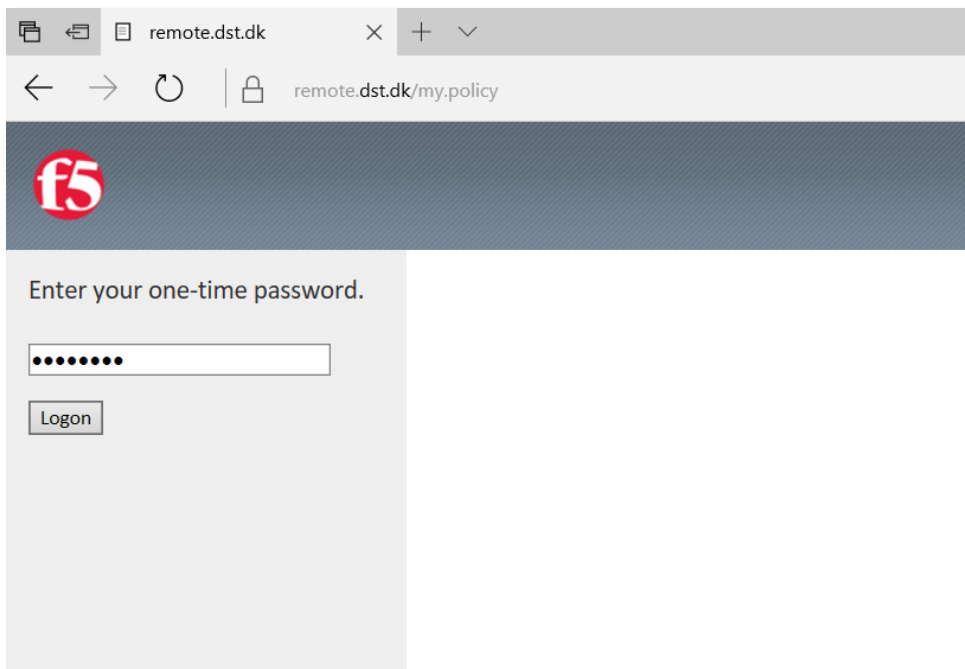 remote.dst.dk
remote.dst.dk/my.policy
f5
Enter your one-time password.
••••••••
Logon